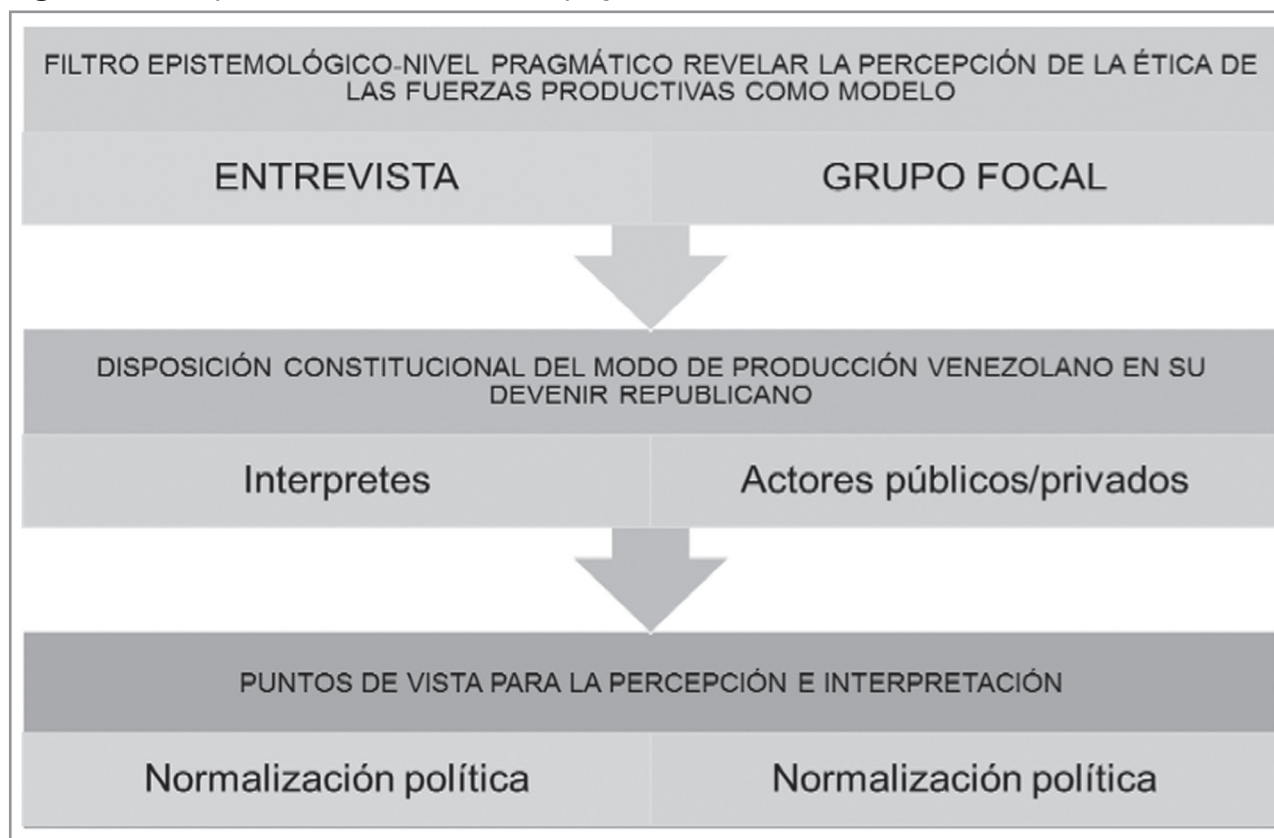 FILTRO EPISTEMOLÓGICO-NIVEL PRAGMÁTICO REVELAR LA PERCEPCIÓN DE LA ÉTICA DE
LAS FUERZAS PRODUCTIVAS COMO MODELO
ENTREVISTA GRUPO FOCAL
DISPOSICIÓN CONSTITUCIONAL DEL MODO DE PRODUCCIÓN VENEZOLANO EN SU
DEVENIR REPUBLICANO
Interpretes Actores públicos/privados
PUNTOS DE VISTA PARA LA PERCEPCIÓN E INTERPRETACIÓN
Normalización política Normalización política